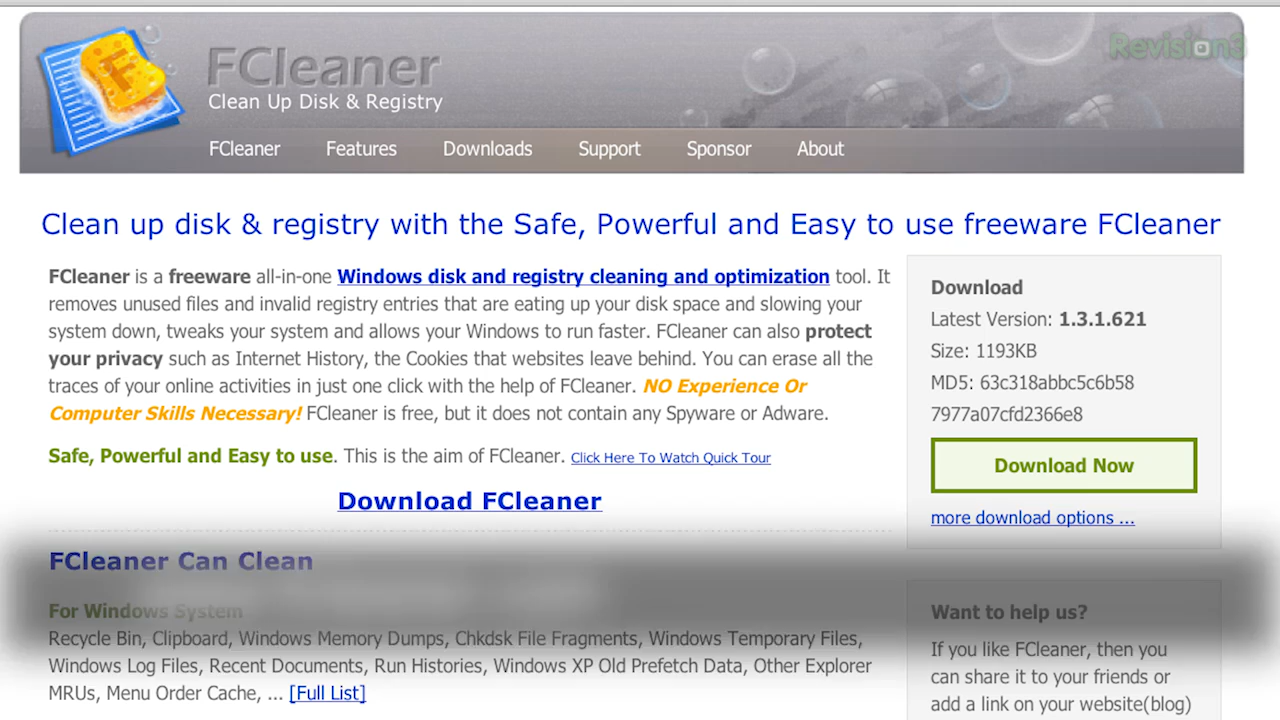 FCleaner
Clean Up Disk & Registry
Revision3
FCleaner Features Downloads Support Sponsor About
Clean up disk & registry with the Safe, Powerful and Easy to use freeware FCleaner
FCleaner is a freeware all-in-one Windows disk and registry cleaning and optimization tool. It
removes unused files and invalid registry entries that are eating up your disk space and slowing your
system down, tweaks your system and allows your Windows to run faster. FCleaner can also protect
your privacy such as Internet History, the Cookies that websites leave behind. You can erase all the
traces of your online activities in just one click with the help of FCleaner. NO Experience Or
Computer Skills Necessary! FCleaner is free, but it does not contain any Spyware or Adware.
Safe, Powerful and Easy to use. This is the aim of FCleaner. Click Here To Watch Quick Tour
Download FCleaner
FCleaner Can Clean
For Windows System
Recycle Bin, Clipboard, Windows Memory Dumps, Chkdsk File Fragments, Windows Temporary Files,
Windows Log Files, Recent Documents, Run Histories, Windows XP Old Prefetch Data, Other Explorer
MRUs, Menu Order Cache, ... [Full List]
Download
Latest Version: 1.3.1.621
Size: 1193KB
MD5: 63c318abbc5c6b58
7977a07cfd2366e8
Download Now
more download options ...
Want to help us?
If you like FCleaner, then you
can share it to your friends or
add a link on your website(blog)